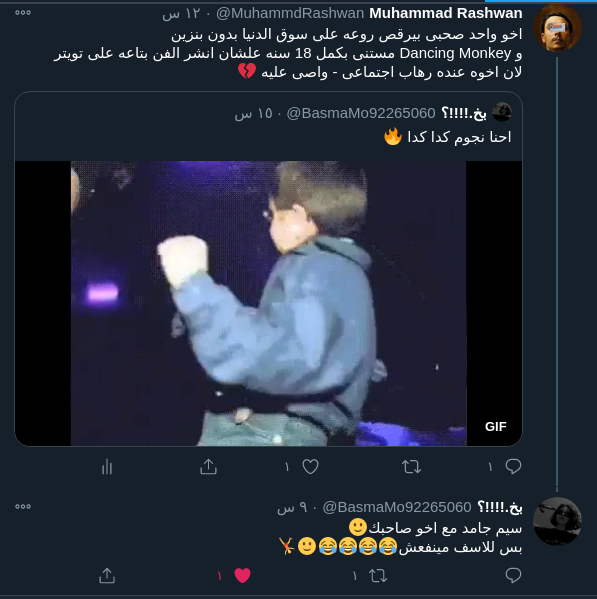 Muhammad Rashwan @MuhammdRashwan · ١٢ س
اخو واحد صحبى بيرقص روعه على سوق الدنيا بدون بنزين
و Dancing Monkey مستنى بكمل 18 سنه علشان انشر الفن بتاعه على تويتر
لان اخوه عنده رهاب اجتماعى - واصى عليه 💔
بخ.!!!!؟ @BasmaMo92265060 · ١٥ س
احنا نجوم كدا كدا 🔥
GIF
١ ١
بخ.!!!!؟ @BasmaMo92265060 · ٩ س
سيم جامد مع اخو صاحبك🙂
بس للاسف مينفعش😂😂😂😂🙂🤸
١ ١